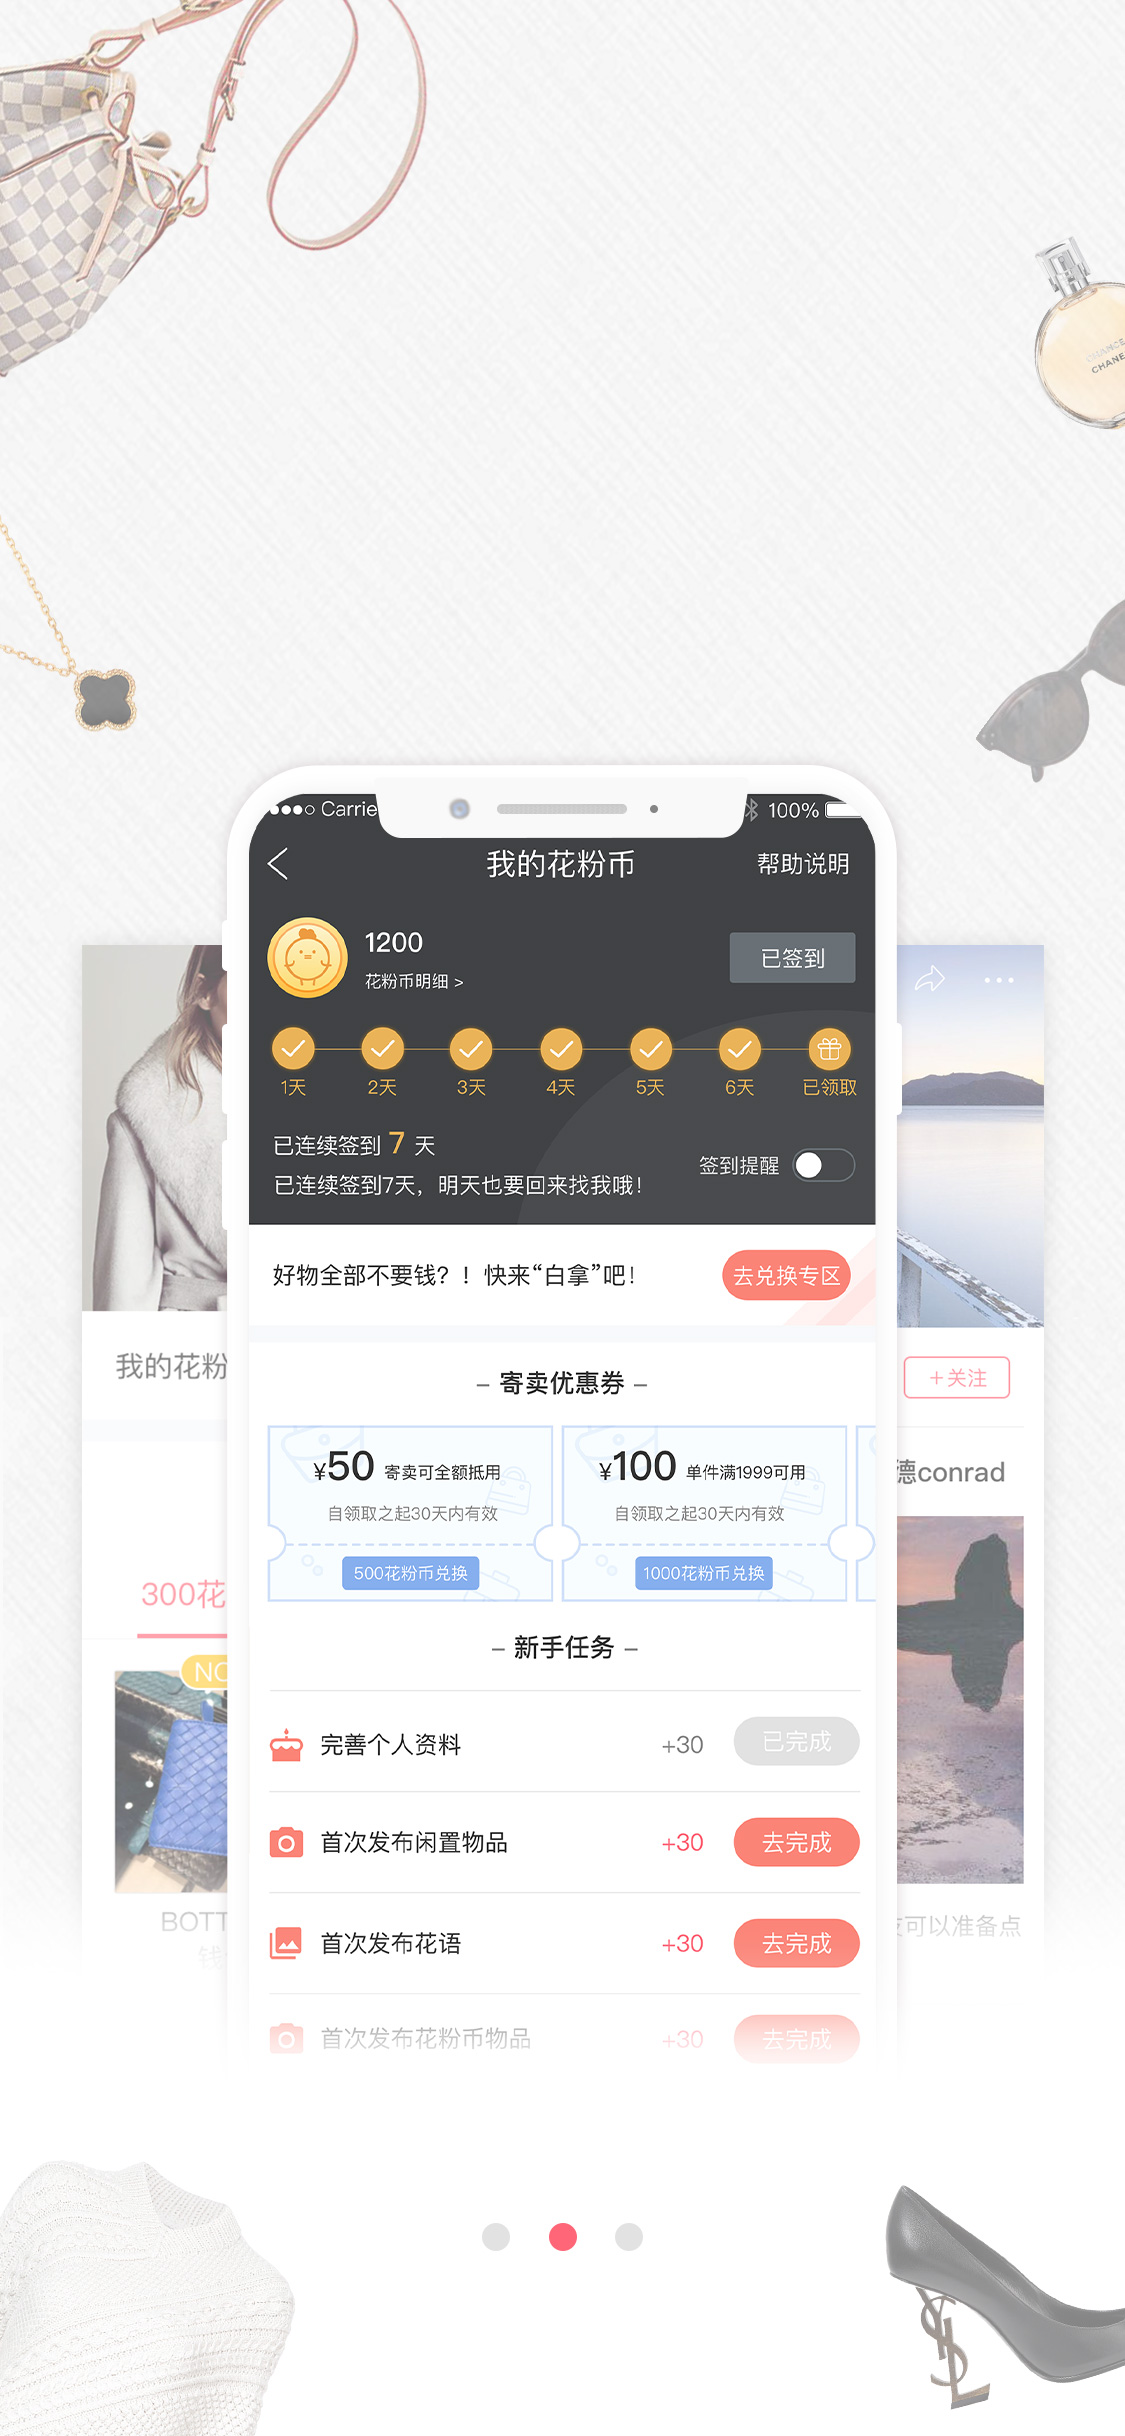 CHANCE
CHANE
Carrie
100%
我的花粉币
帮助说明
1200
花粉币明细 >
已签到
1天
2天
3天
4天
5天
6天
已领取
已连续签到 7 天
已连续签到7天，明天也要回来找我哦！
签到提醒
好物全部不要钱？！快来“白拿”吧！
去兑换专区
我的花粉
+关注
– 寄卖优惠券 –
¥50 寄卖可全额抵用
自领取之起30天内有效
500花粉币兑换
¥100 单件满1999可用
自领取之起30天内有效
1000花粉币兑换
德conrad
300花
NO
– 新手任务 –
完善个人资料
+30
已完成
首次发布闲置物品
+30
去完成
BOTT
钱
首次发布花语
+30
去完成
可以准备点
首次发布花粉币物品
+30
去完成
YSL